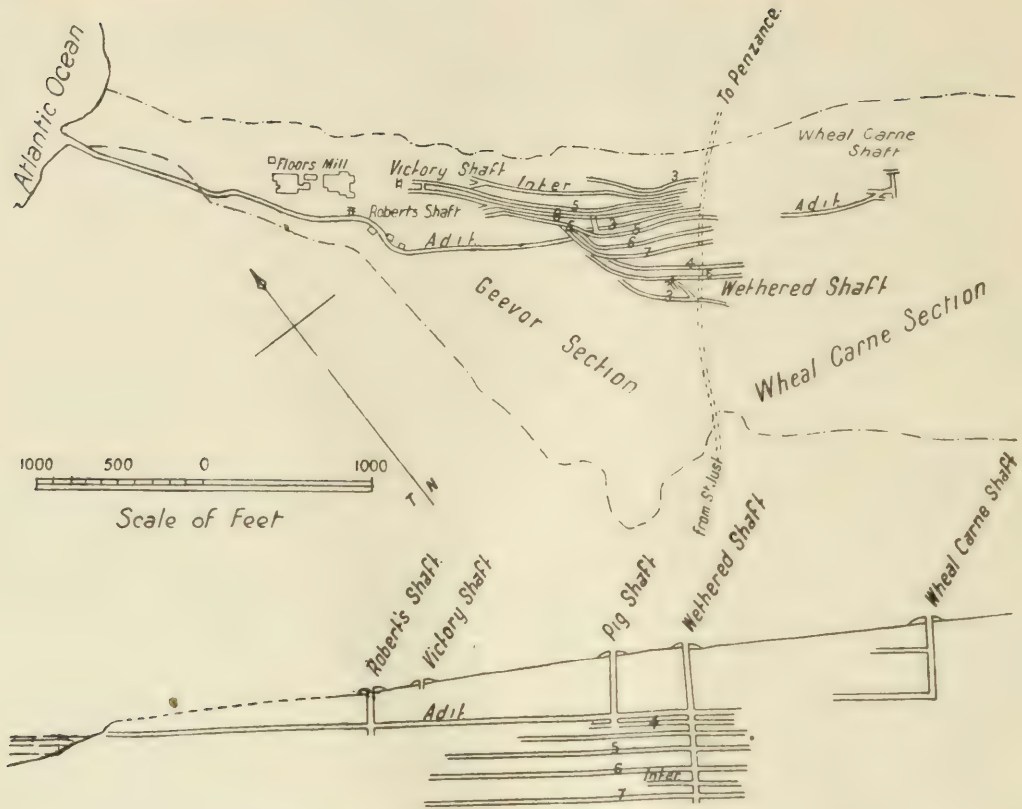 Atlantic Ocean
To Penzance.
Wheal Carne
Shaft
Floors Mill
Victory Shaft
Inter
3
Roberts Shaft
Adit
Adit
5
8
3
5
6
7
4
5
2
Wethered Shaft
Geevor Section
Wheal Carne Section
T N
1000 500 0 1000
Scale of Feet
from St. Just
Robert's Shaft.
Victory Shaft
Pig Shaft
Wethered Shaft
Wheal Carne Shaft
Adit
4
5
6 Inter.
7